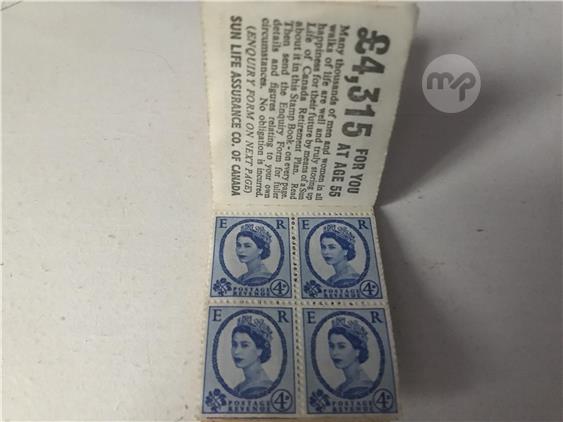 £4,315 FOR YOU
AT AGE 55
Many thousands of men and women in all
walks of life are well and truly storing up
happiness for their future by means of a Sun
Life of Canada Retirement Plan. Read
about it in this Stamp Book - on every page.
Then send the Enquiry Form for fuller
details and figures relating to your own
circumstances. No obligation is incurred.
(ENQUIRY FORM ON NEXT PAGE)
SUN LIFE ASSURANCE CO. OF CANADA
mp
E R
POSTAGE
REVENUE
4D
E R
POSTAGE
REVENUE
4D
E R
POSTAGE
REVENUE
4D
E R
POSTAGE
REVENUE
4D